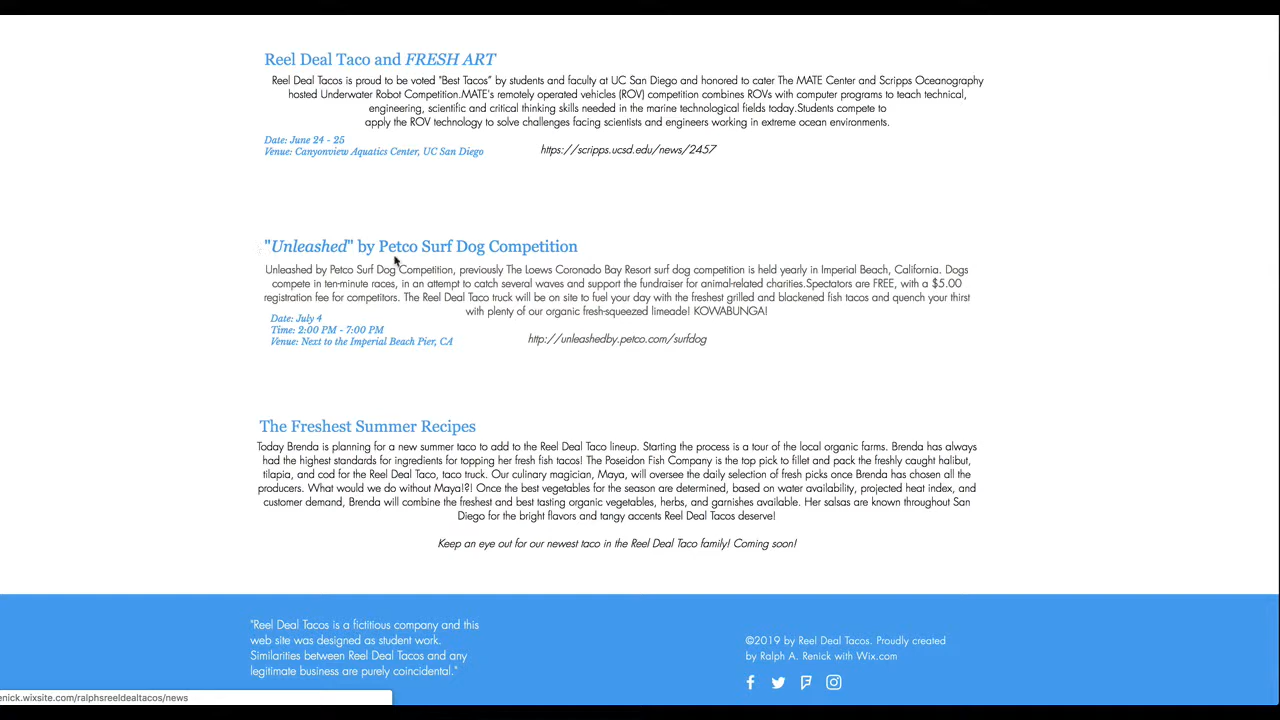 Reel Deal Taco and FRESH ART
Reel Deal Tacos is proud to be voted "Best Tacos" by students and faculty at UC San Diego and honored to cater The MATE Center and Scripps Oceanography
hosted Underwater Robot Competition.MATE's remotely operated vehicles (ROV) competition combines ROVs with computer programs to teach technical,
engineering, scientific and critical thinking skills needed in the marine technological fields today.Students compete to
apply the ROV technology to solve challenges facing scientists and engineers working in extreme ocean environments.
Date: June 24 - 25
Venue: Canyonview Aquatics Center, UC San Diego
https://scripps.ucsd.edu/news/2457
"Unleashed" by Petco Surf Dog Competition
Unleashed by Petco Surf Dog Competition, previously The Loews Coronado Bay Resort surf dog competition is held yearly in Imperial Beach, California. Dogs
compete in ten-minute races, in an attempt to catch several waves and support the fundraiser for animal-related charities.Spectators are FREE, with a $5.00
registration fee for competitors. The Reel Deal Taco truck will be on site to fuel your day with the freshest grilled and blackened fish tacos and quench your thirst
with plenty of our organic fresh-squeezed limeade! KOWABUNGA!
Date: July 4
Time: 2:00 PM - 7:00 PM
Venue: Next to the Imperial Beach Pier, CA
http://unleashedby.petco.com/surfdog
The Freshest Summer Recipes
Today Brenda is planning for a new summer taco to add to the Reel Deal Taco lineup. Starting the process is a tour of the local organic farms. Brenda has always
had the highest standards for ingredients for topping her fresh fish tacos! The Poseidon Fish Company is the top pick to fillet and pack the freshly caught halibut,
tilapia, and cod for the Reel Deal Taco, taco truck. Our culinary magician, Maya, will oversee the daily selection of fresh picks once Brenda has chosen all the
producers. What would we do without Maya!?! Once the best vegetables for the season are determined, based on water availability, projected heat index, and
customer demand, Brenda will combine the freshest and best tasting organic vegetables, herbs, and garnishes available. Her salsas are known throughout San
Diego for the bright flavors and tangy accents Reel Deal Tacos deserve!
Keep an eye out for our newest taco in the Reel Deal Taco family! Coming soon!
"Reel Deal Tacos is a fictitious company and this
web site was designed as student work.
Similarities between Reel Deal Tacos and any
legitimate business are purely coincidental."
©2019 by Reel Deal Tacos. Proudly created
by Ralph A. Renick with Wix.com
enick.wixsite.com/ralphsreeldealtacos/news